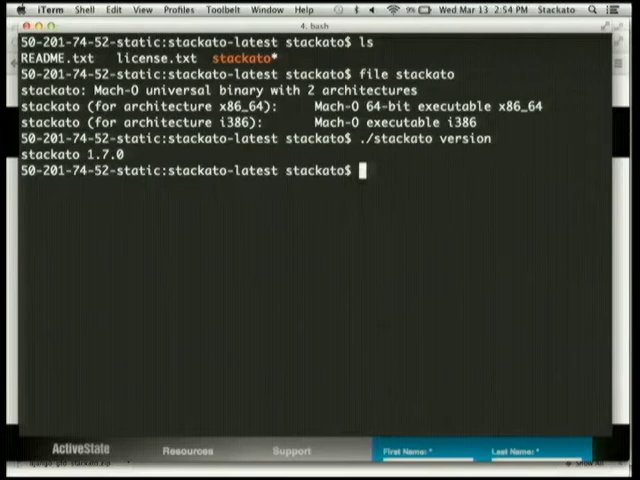 iTerm Shell Edit View Profiles Toolbelt Window Help 9% Wed Mar 13 2:54 PM Stackato
4. bash
50-201-74-52-static:stackato-latest stackato$ ls
README.txt license.txt stackato*
50-201-74-52-static:stackato-latest stackato$ file stackato
stackato: Mach-O universal binary with 2 architectures
stackato (for architecture x86_64): Mach-O 64-bit executable x86_64
stackato (for architecture i386): Mach-O executable i386
50-201-74-52-static:stackato-latest stackato$ ./stackato version
stackato 1.7.0
50-201-74-52-static:stackato-latest stackato$
ActiveState Resources Support First Name: * Last Name: *
Show All